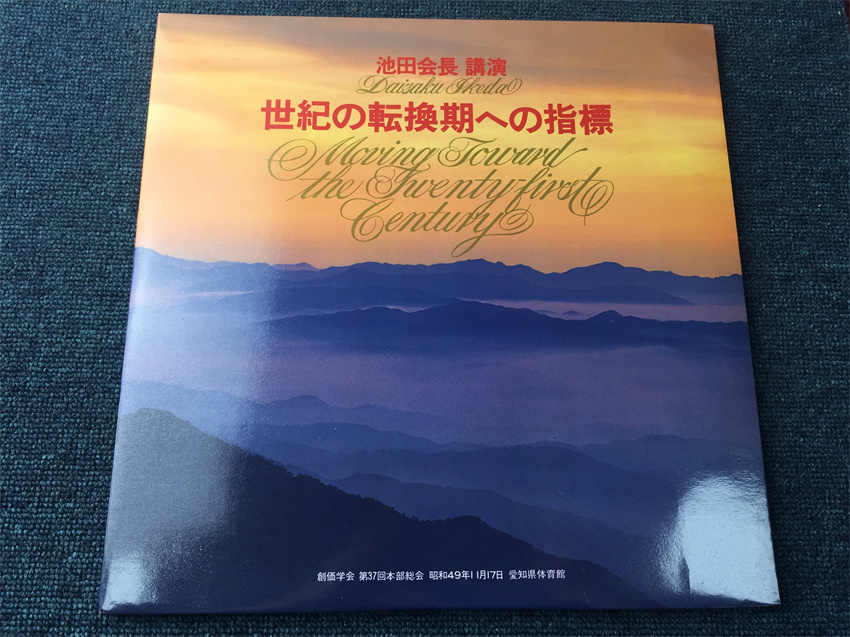 池田会長 講演
Daisaku Ikeda
世紀の転換期への指標
Moving Toward
the Twenty-first
Century
創価学会 第37回本部総会 昭和49年11月17日 愛知県体育館